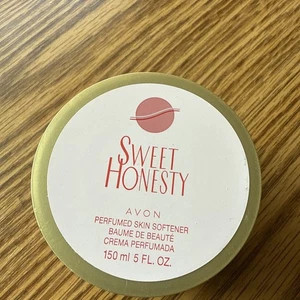 SWEET
HONESTY
AVON
PERFUMED SKIN SOFTENER
BAUME DE BEAUTÉ
CREMA PERFUMADA
150 ml 5 FL. OZ.